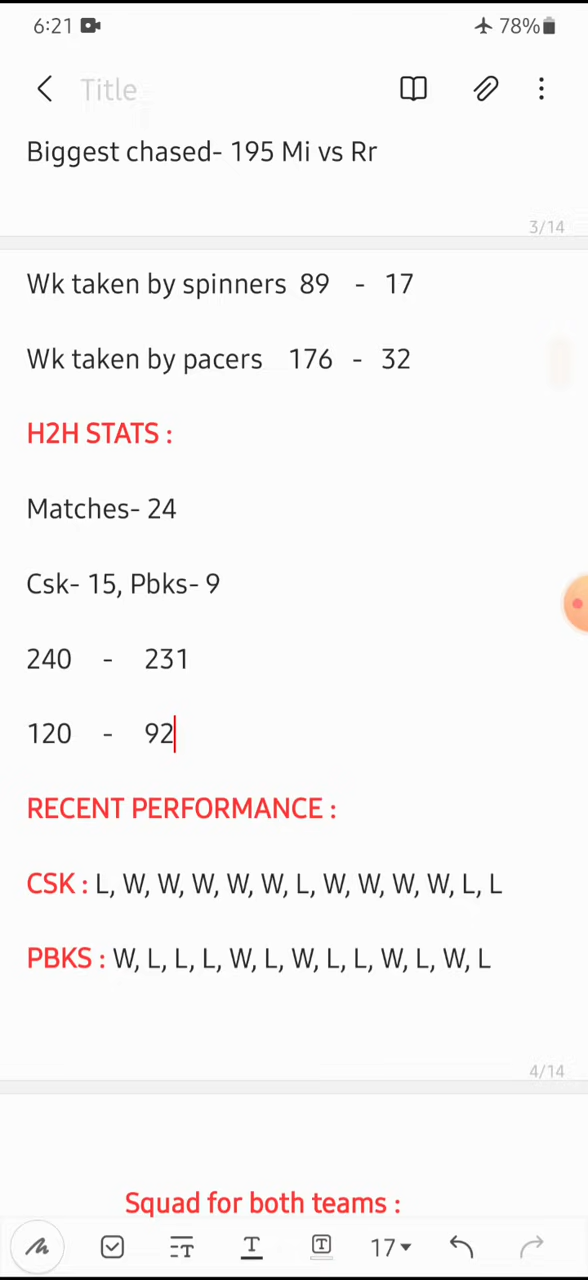 6:21 78%
Title
Biggest chased- 195 Mi vs Rr
3/14
Wk taken by spinners 89 - 17
Wk taken by pacers 176 - 32
H2H STATS :
Matches- 24
Csk- 15, Pbks- 9
240 - 231
120 - 92
RECENT PERFORMANCE :
CSK : L, W, W, W, W, W, L, W, W, W, W, L, L
PBKS : W, L, L, L, W, L, W, L, L, W, L, W, L
4/14
Squad for both teams :
17